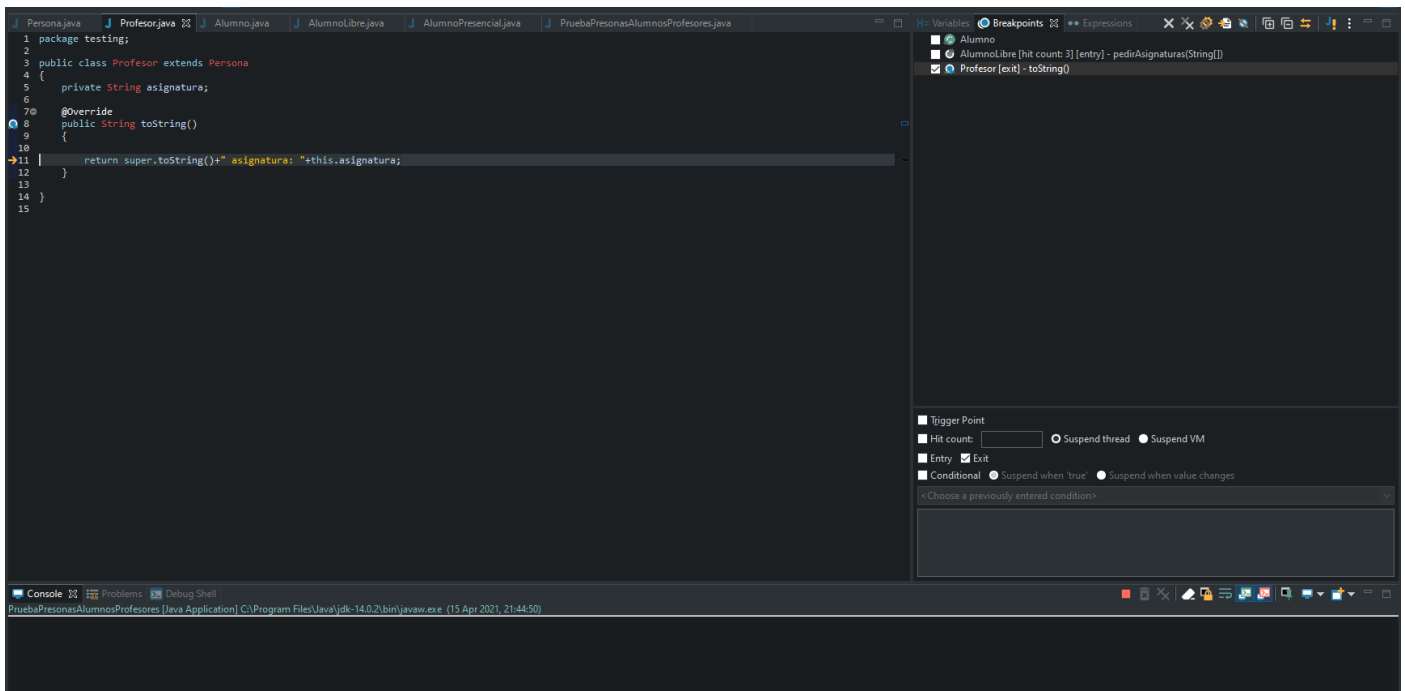 Persona.java Profesor.java Alumno.java AlumnoLibre.java AlumnoPresencial.java PruebaPresonasAlumnosProfesores.java
1 package testing;
2
3 public class Profesor extends Persona
4 {
5 private String asignatura;
6
7 @Override
8 public String toString()
9 {
10
11 return super.toString()+" asignatura: "+this.asignatura;
12 }
13
14 }
15
Variables Breakpoints Expressions
Alumno
AlumnoLibre [hit count: 3] [entry] - pedirAsignaturas(String[])
Profesor [exit] - toString()
Trigger Point
Hit count: Suspend thread Suspend VM
Entry Exit
Conditional Suspend when 'true' Suspend when value changes
<Choose a previously entered condition>
Console Problems Debug Shell
PruebaPresonasAlumnosProfesores [Java Application] C:\Program Files\Java\jdk-14.0.2\bin\javaw.exe (15 Apr 2021, 21:44:50)